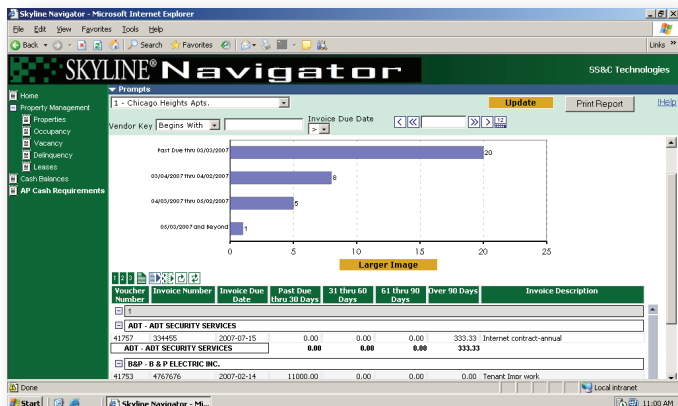 Skyline Navigator - Microsoft Internet Explorer
File Edit View Favorites Tools Help
Back Search Favorites Links »
SKYLINE® Navigator SS&C Technologies
Home
Property Management
Properties
Occupancy
Vacancy
Delinquency
Leases
Cash Balances
AP Cash Requirements
Prompts
1 - Chicago Heights Apts. Update Print Report !Help
Vendor Key Begins With Invoice Due Date > 12
Past Due thru 03/03/2007 20
03/04/2007 thru 04/02/2007 8
04/03/2007 thru 05/02/2007 5
05/03/2007 and Beyond 1
0 5 10 15 20 25
Larger Image
1 2 3
Voucher Number Invoice Number Invoice Due Date Past Due thru 30 Days 31 thru 60 Days 61 thru 90 Days Over 90 Days Invoice Description
1
ADT - ADT SECURITY SERVICES
41757 334455 2007-07-15 0.00 0.00 0.00 333.33 Internet contract-annual
ADT - ADT SECURITY SERVICES 0.00 0.00 0.00 333.33
B&P - B & P ELECTRIC INC.
41753 4767676 2007-02-14 11000.00 0.00 0.00 0.00 Tenant Impr work
Done Local intranet
Start Skyline Navigator - Mi... 11:00 AM